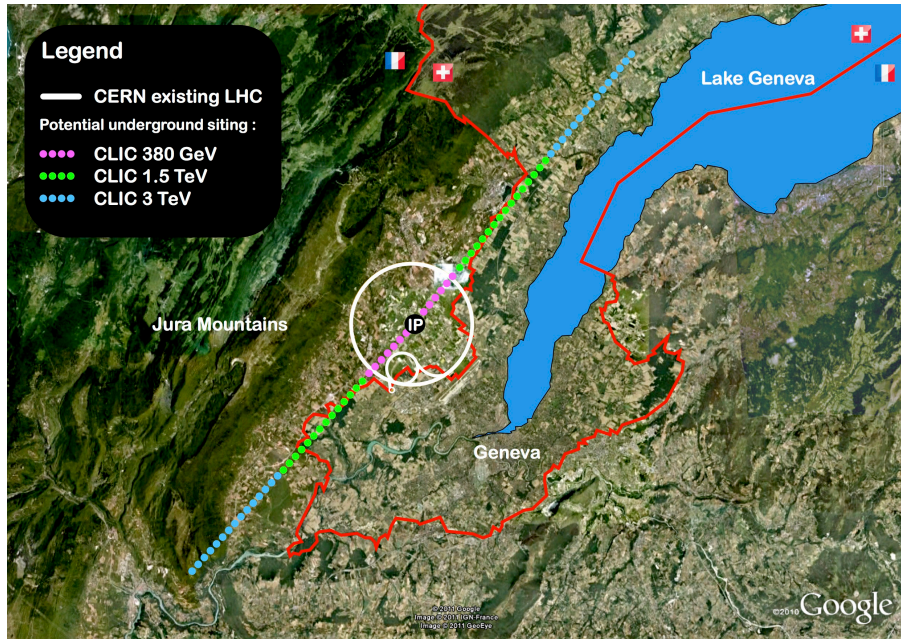 Legend
CERN existing LHC
Potential underground siting :
CLIC 380 GeV
CLIC 1.5 TeV
CLIC 3 TeV
Lake Geneva
Jura Mountains
IP
Geneva
© 2011 Google
Image © 2011 IGN France
Image © 2011 GeoEye
©2010 Google